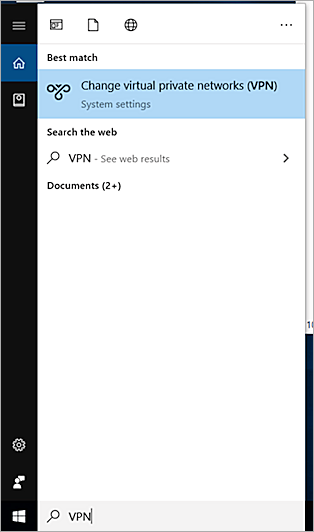 Best match
Change virtual private networks (VPN)
System settings
Search the web
VPN - See web results
Documents (2+)
VPN